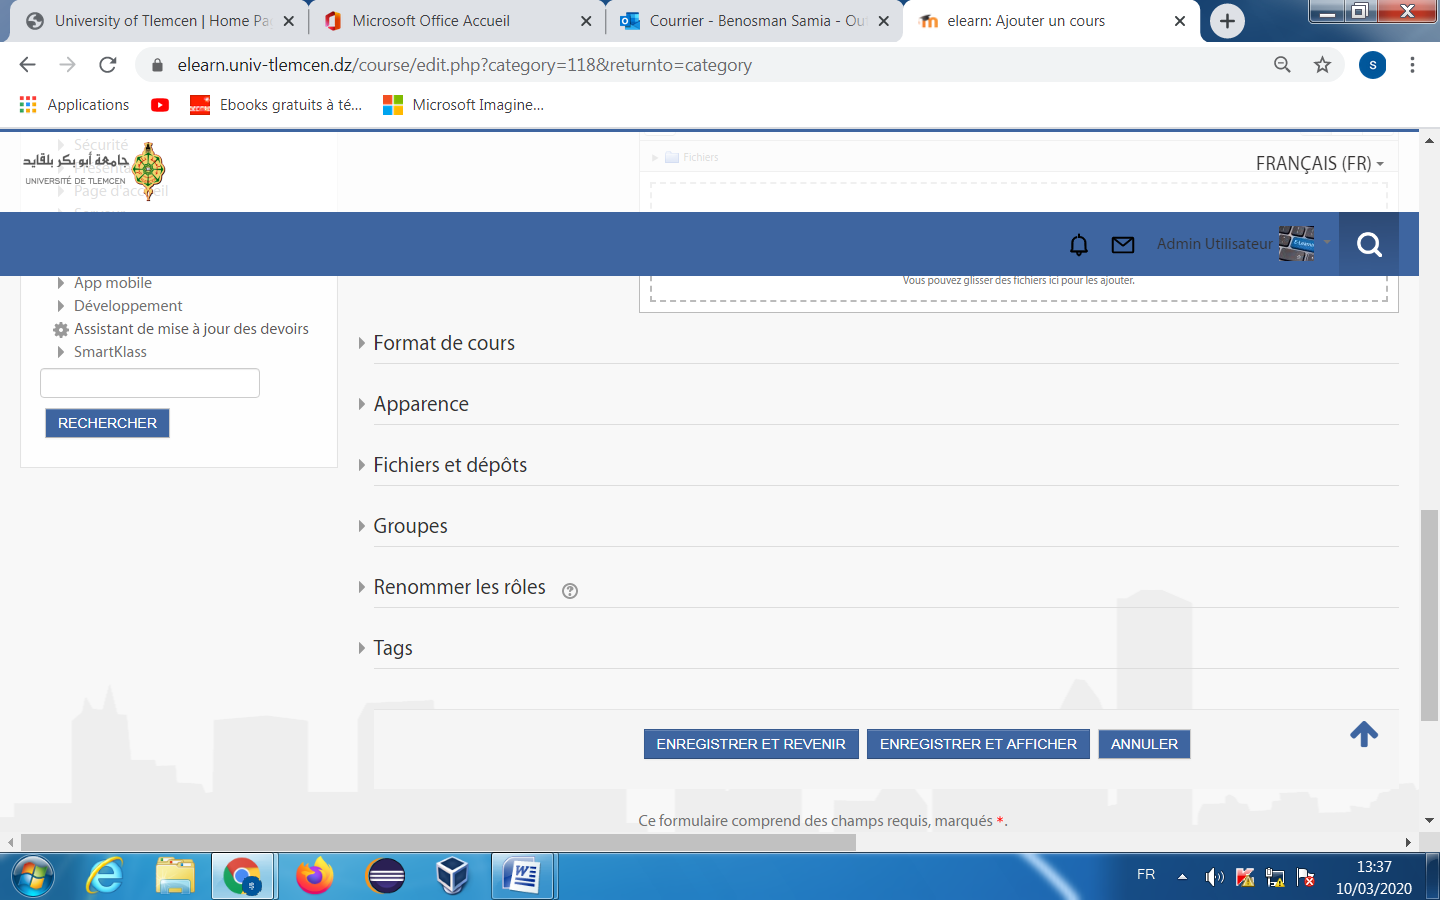 University of Tlemcen | Home Pa
Microsoft Office Accueil
Courrier - Benosman Samia - Ou
elearn: Ajouter un cours
elearn.univ-tlemcen.dz/course/edit.php?category=118&returnto=category
s
Applications
Ebooks gratuits à té...
Microsoft Imagine...
Sécurité
جامعة أبو بكر بلقايد
UNIVERSITÉ DE TLEMCEN
Page d'accueil
Fichiers
FRANÇAIS (FR)
Admin Utilisateur
Vous pouvez glisser des fichiers ici pour les ajouter.
App mobile
Développement
Assistant de mise à jour des devoirs
SmartKlass
RECHERCHER
Format de cours
Apparence
Fichiers et dépôts
Groupes
Renommer les rôles
Tags
ENREGISTRER ET REVENIR
ENREGISTRER ET AFFICHER
ANNULER
Ce formulaire comprend des champs requis, marqués *.
FR
13:37
10/03/2020